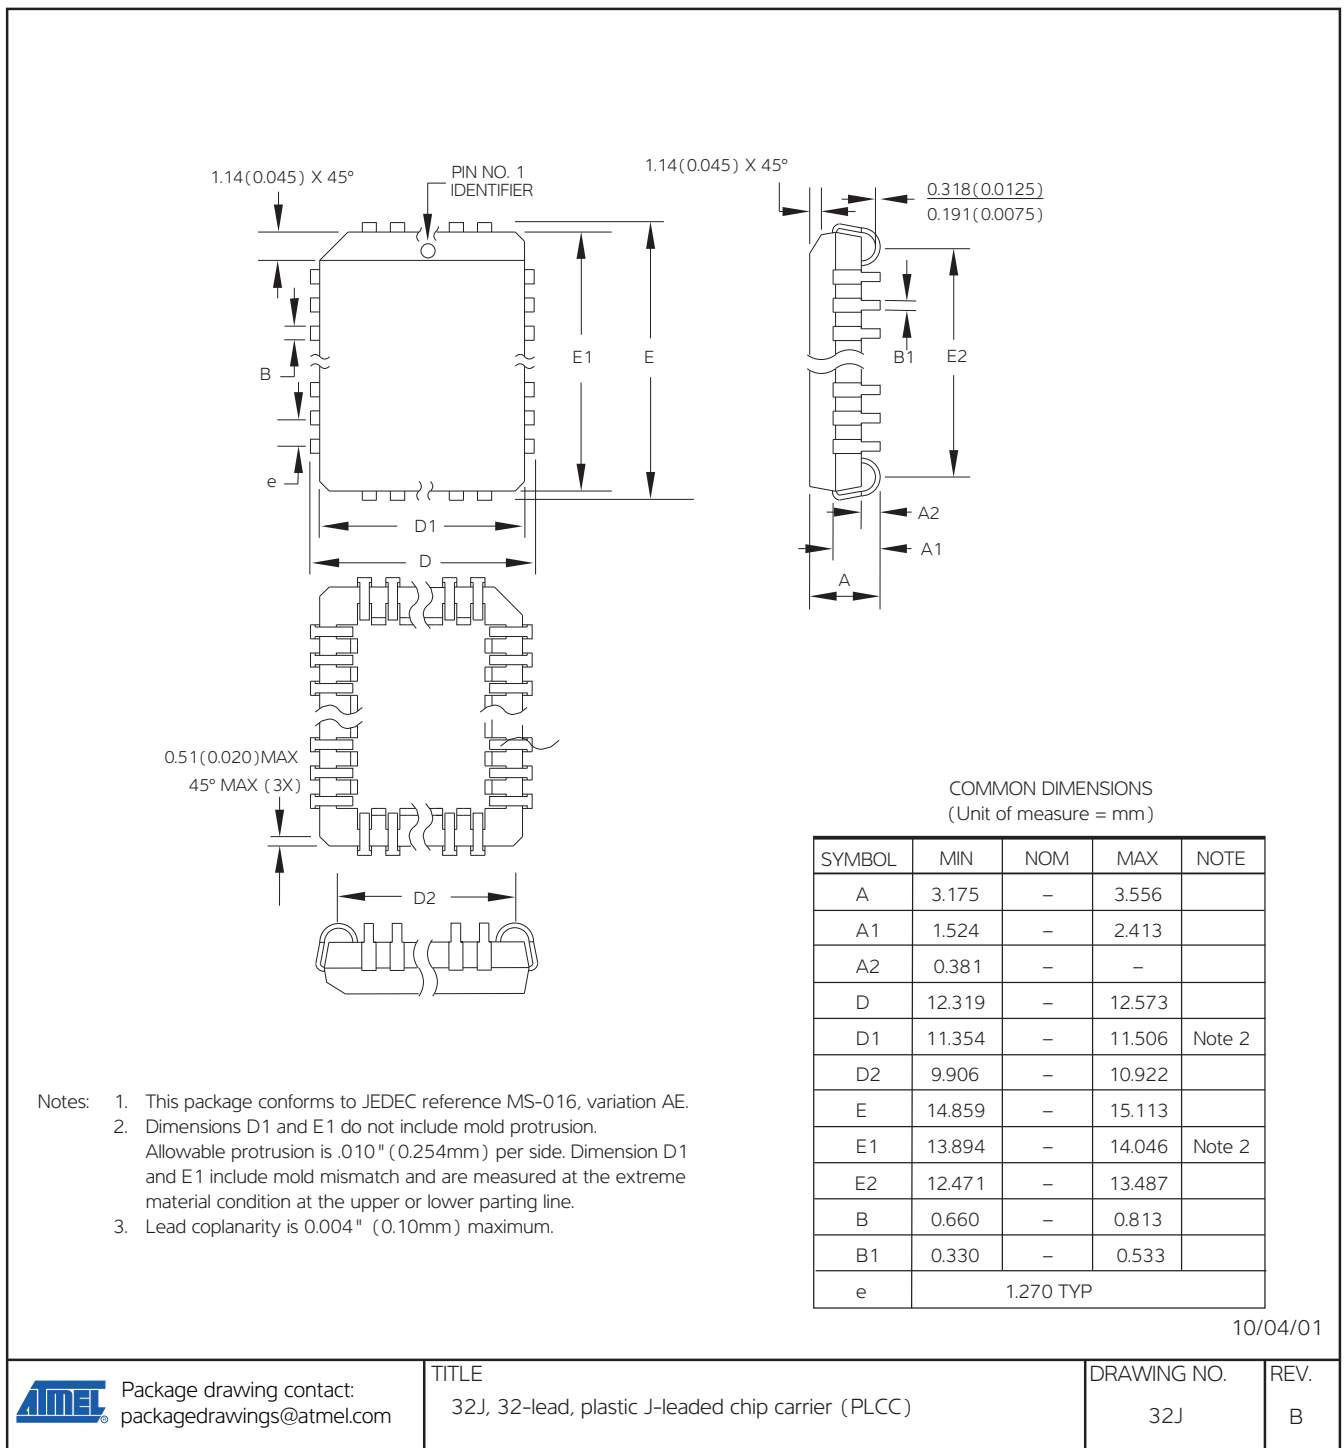 1.14(0.045) X 45°
PIN NO. 1
IDENTIFIER
1.14(0.045) X 45°
0.318(0.0125)
0.191(0.0075)
E1
E
B1
E2
B
e
D1
D
A2
A1
A
0.51(0.020)MAX
45° MAX (3X)
D2
COMMON DIMENSIONS
(Unit of measure = mm)
SYMBOL MIN NOM MAX NOTE
A 3.175 – 3.556
A1 1.524 – 2.413
A2 0.381 – –
D 12.319 – 12.573
D1 11.354 – 11.506 Note 2
D2 9.906 – 10.922
E 14.859 – 15.113
E1 13.894 – 14.046 Note 2
E2 12.471 – 13.487
B 0.660 – 0.813
B1 0.330 – 0.533
e 1.270 TYP
Notes: 1. This package conforms to JEDEC reference MS-016, variation AE.
2. Dimensions D1 and E1 do not include mold protrusion.
Allowable protrusion is .010"(0.254mm) per side. Dimension D1
and E1 include mold mismatch and are measured at the extreme
material condition at the upper or lower parting line.
3. Lead coplanarity is 0.004" (0.10mm) maximum.
10/04/01
ATMEL ®
Package drawing contact:
packagedrawings@atmel.com
TITLE
32J, 32-lead, plastic J-leaded chip carrier (PLCC)
DRAWING NO.
32J
REV.
B